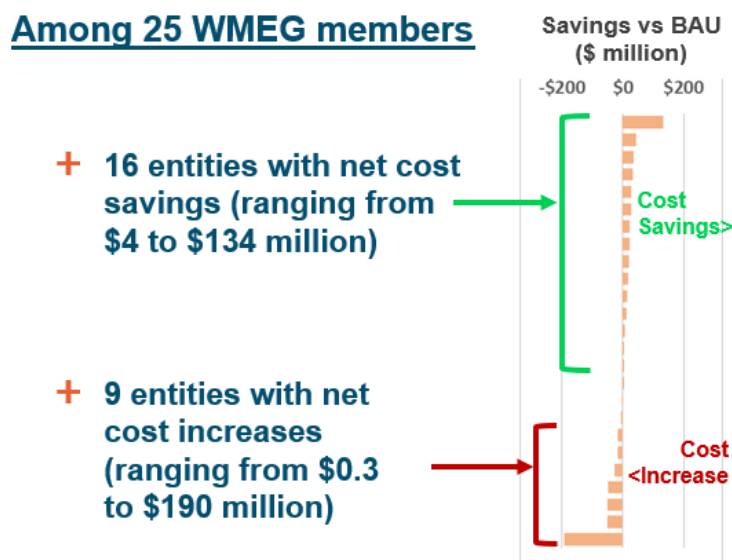 Among 25 WMEG members
+ 16 entities with net cost
savings (ranging from
$4 to $134 million)
+ 9 entities with net
cost increases
(ranging from $0.3
to $190 million)
Savings vs BAU
($ million)
-$200 $0 $200
Cost
Savings>
Cost
<Increase